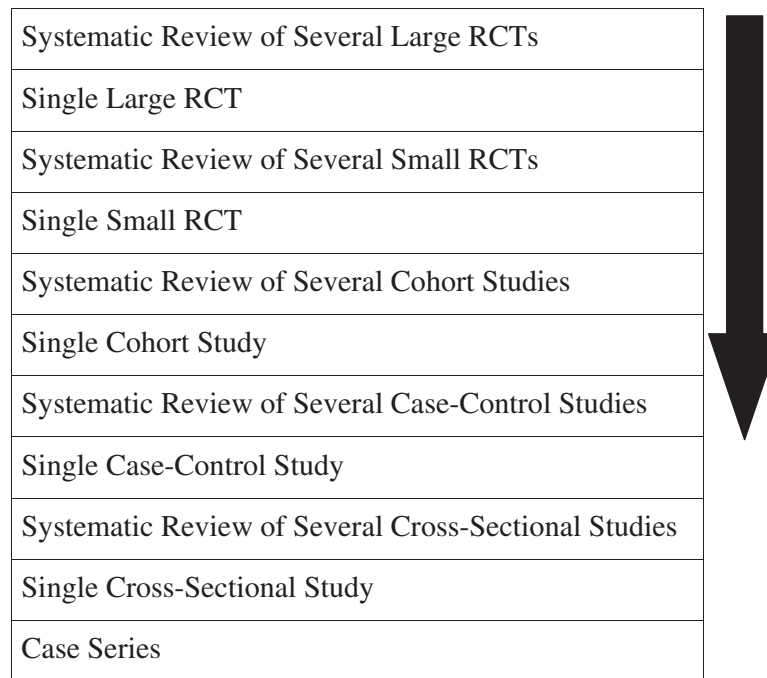 Systematic Review of Several Large RCTs
Single Large RCT
Systematic Review of Several Small RCTs
Single Small RCT
Systematic Review of Several Cohort Studies
Single Cohort Study
Systematic Review of Several Case-Control Studies
Single Case-Control Study
Systematic Review of Several Cross-Sectional Studies
Single Cross-Sectional Study
Case Series